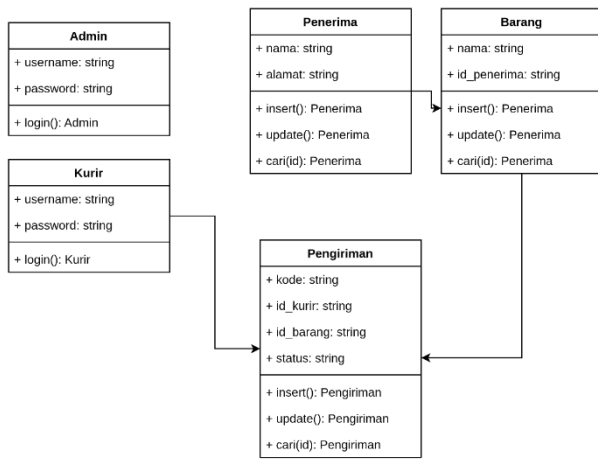 Admin
+ username: string
+ password: string
+ login(): Admin
Penerima
+ nama: string
+ alamat: string
+ insert(): Penerima
+ update(): Penerima
+ cari(id): Penerima
Barang
+ nama: string
+ id_penerima: string
+ insert(): Penerima
+ update(): Penerima
+ cari(id): Penerima
Kurir
+ username: string
+ password: string
+ login(): Kurir
Pengiriman
+ kode: string
+ id_kurir: string
+ id_barang: string
+ status: string
+ insert(): Pengiriman
+ update(): Pengiriman
+ cari(id): Pengiriman